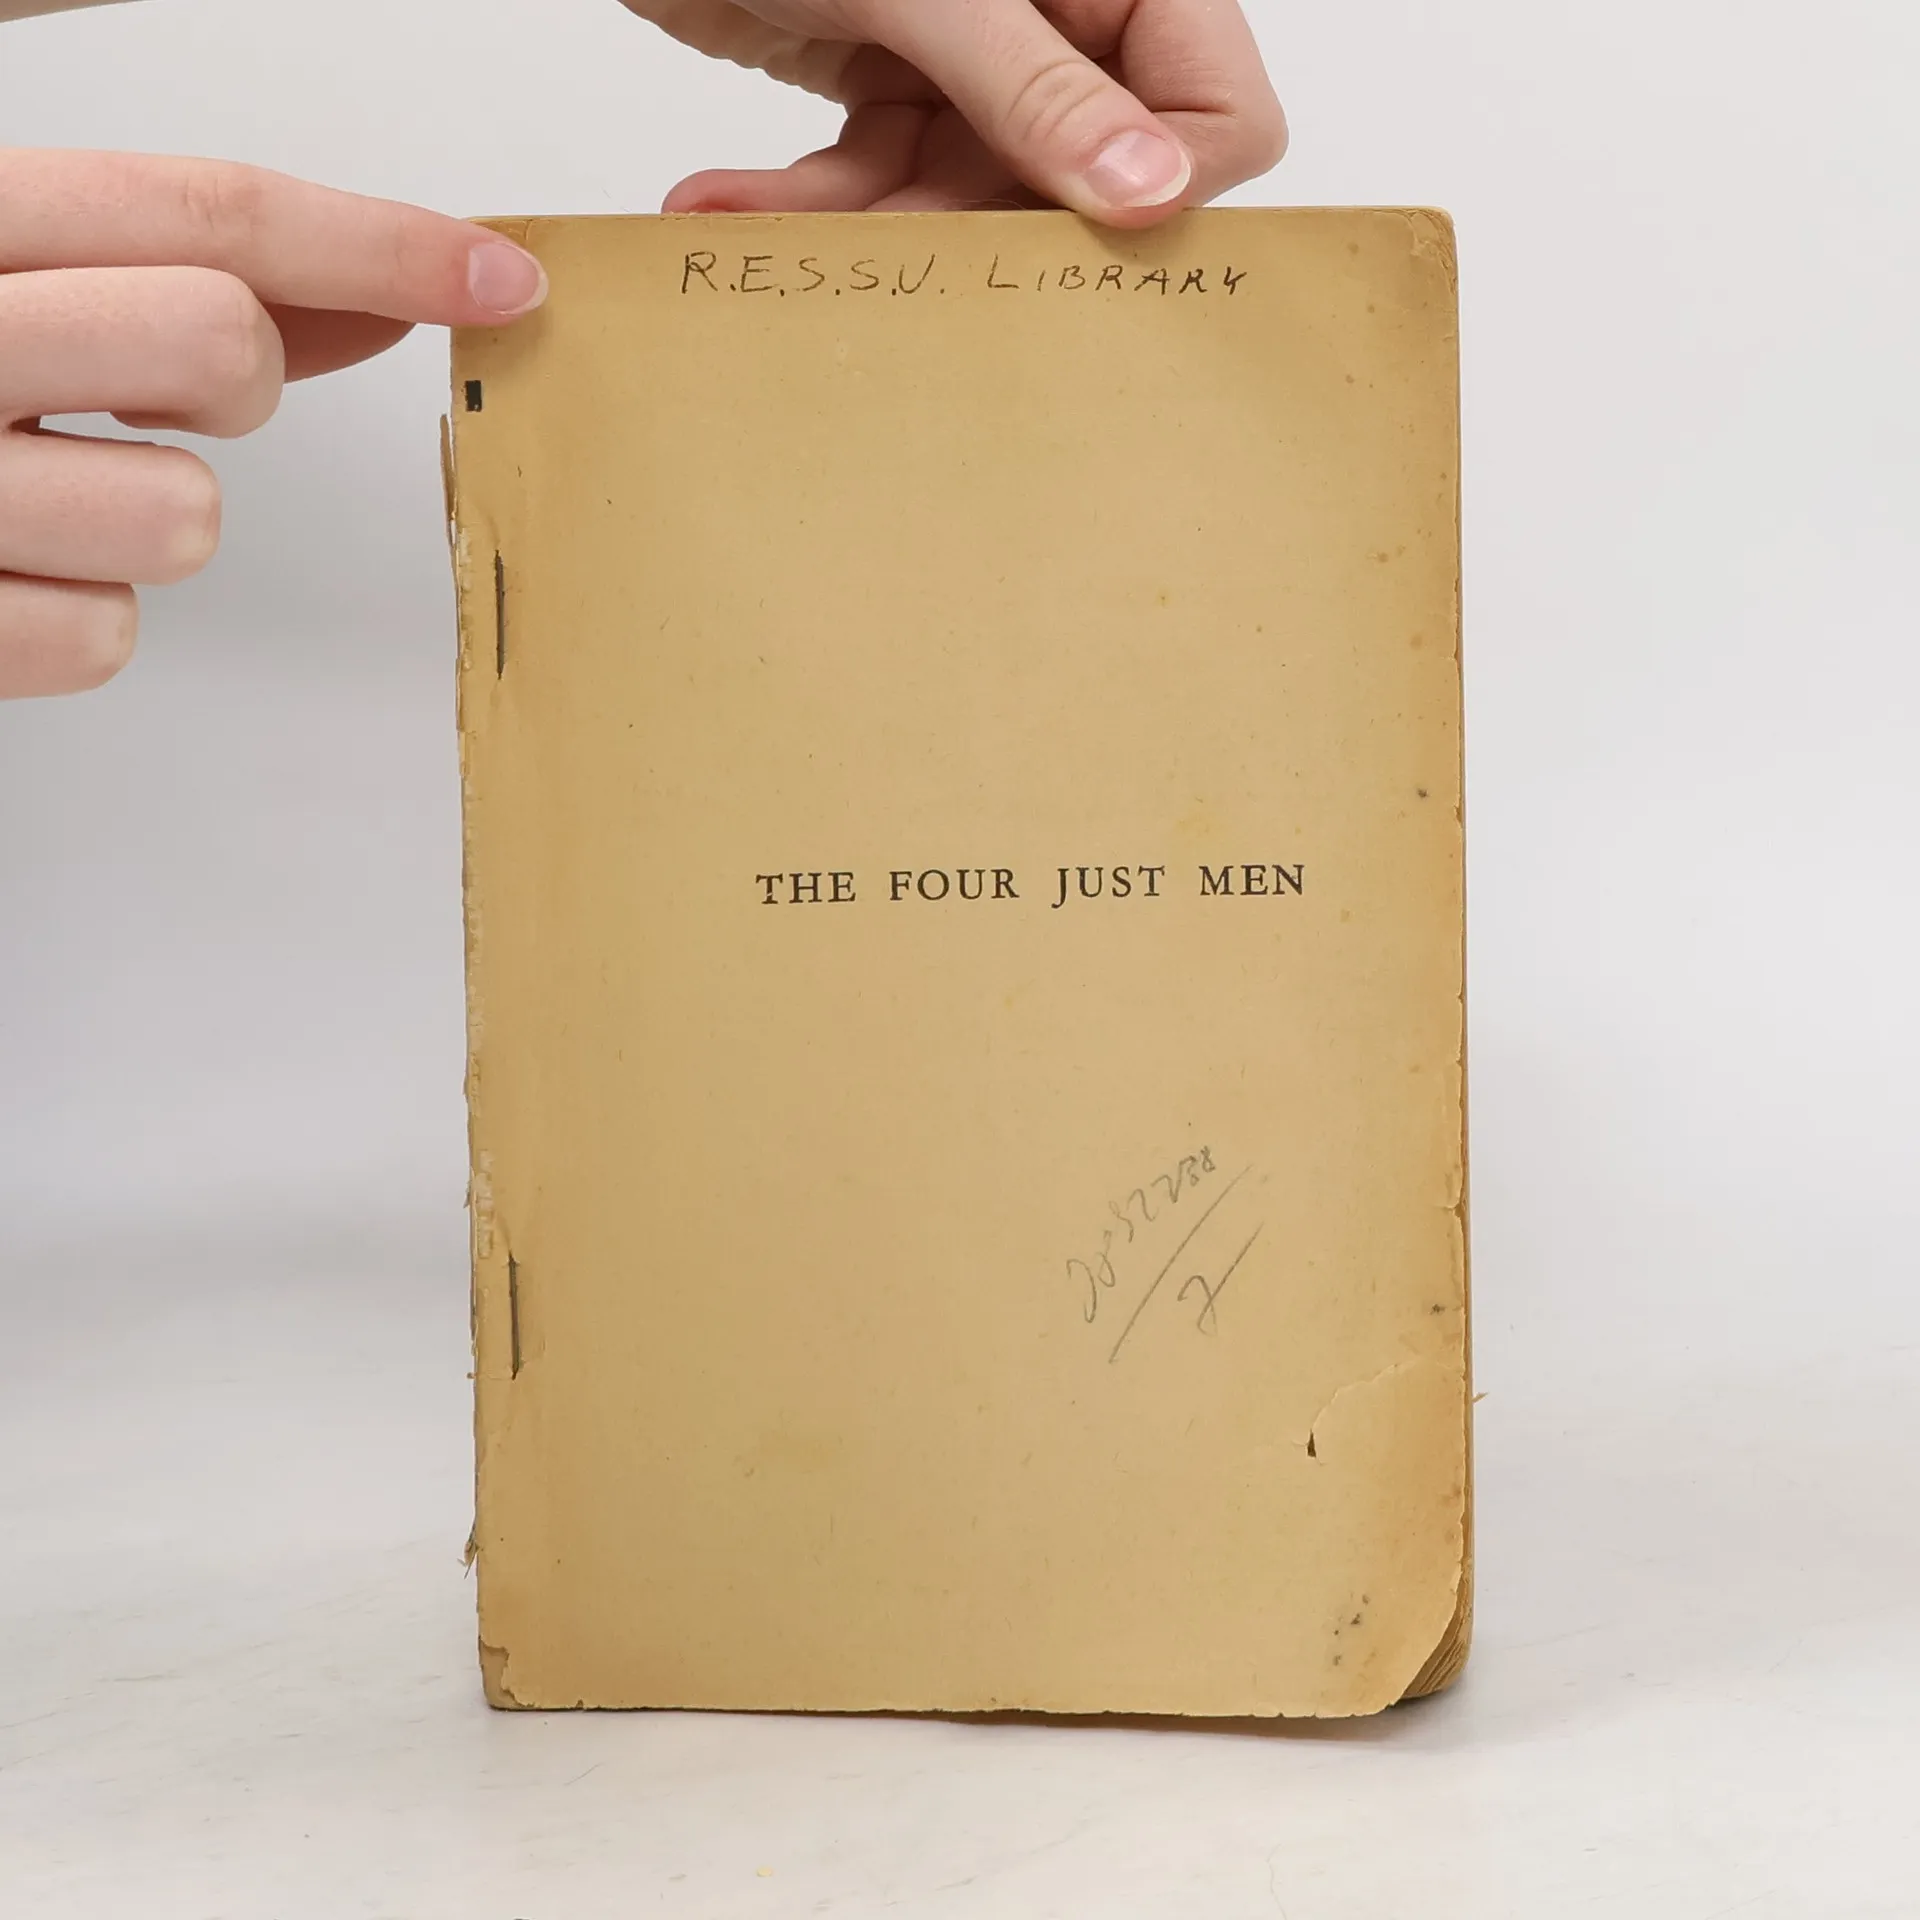 R.E.S.S.U. LIBRARY
THE FOUR JUST MEN